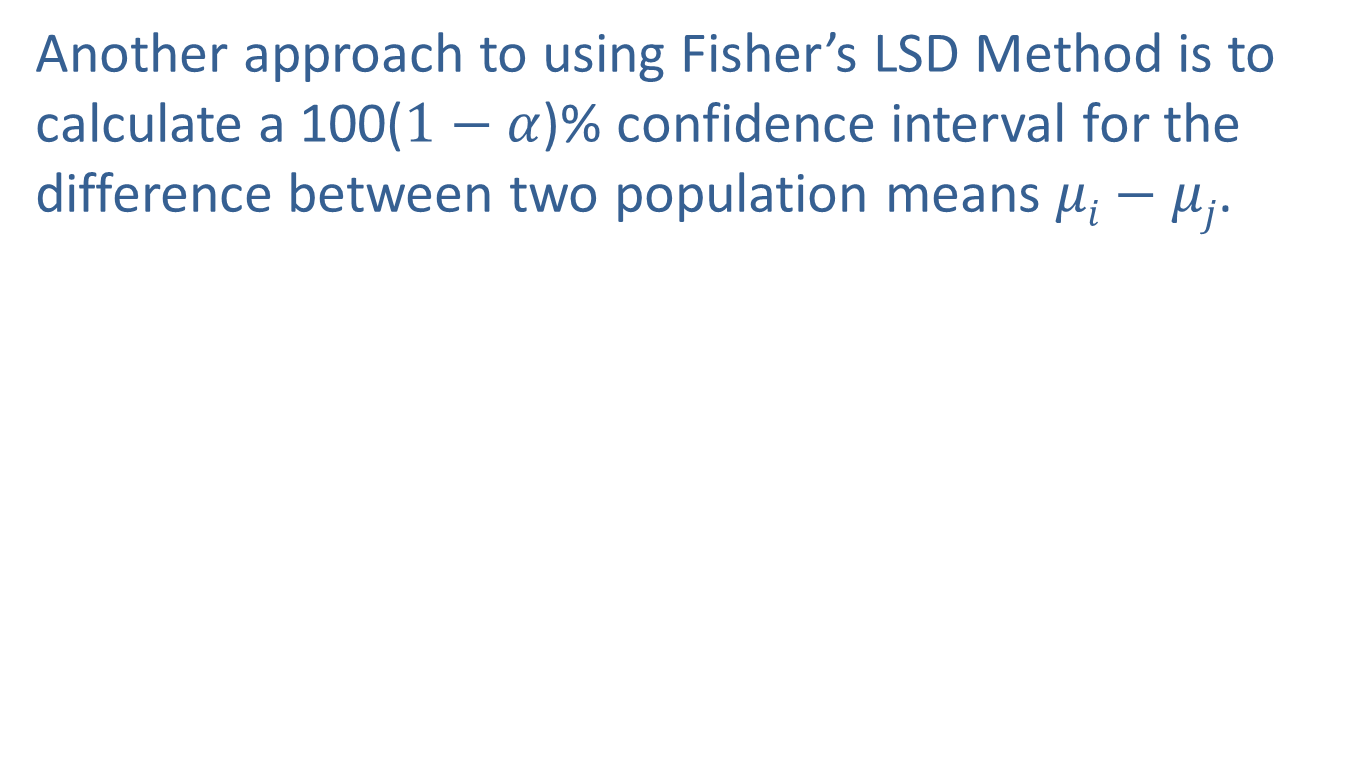 Another approach to using Fisher’s LSD Method is to
calculate a 100(1 − 𝛼)% confidence interval for the
difference between two population means 𝜇ᵢ − 𝜇ⱼ.